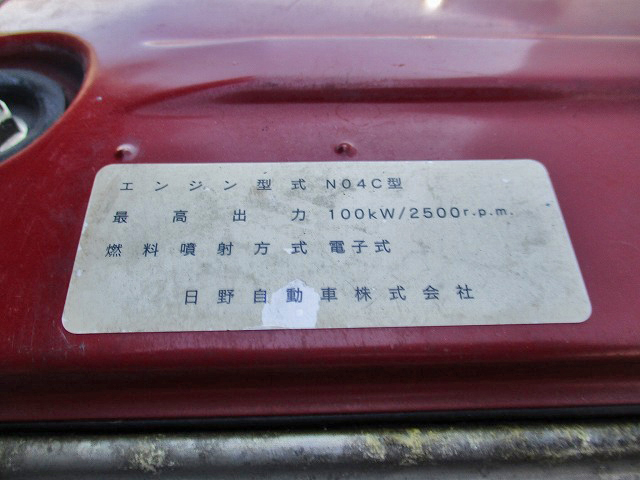 エンジン型式 N04C型
最高出力 100kW/2500r.p.m.
燃料噴射方式 電子式
日野自動車株式会社